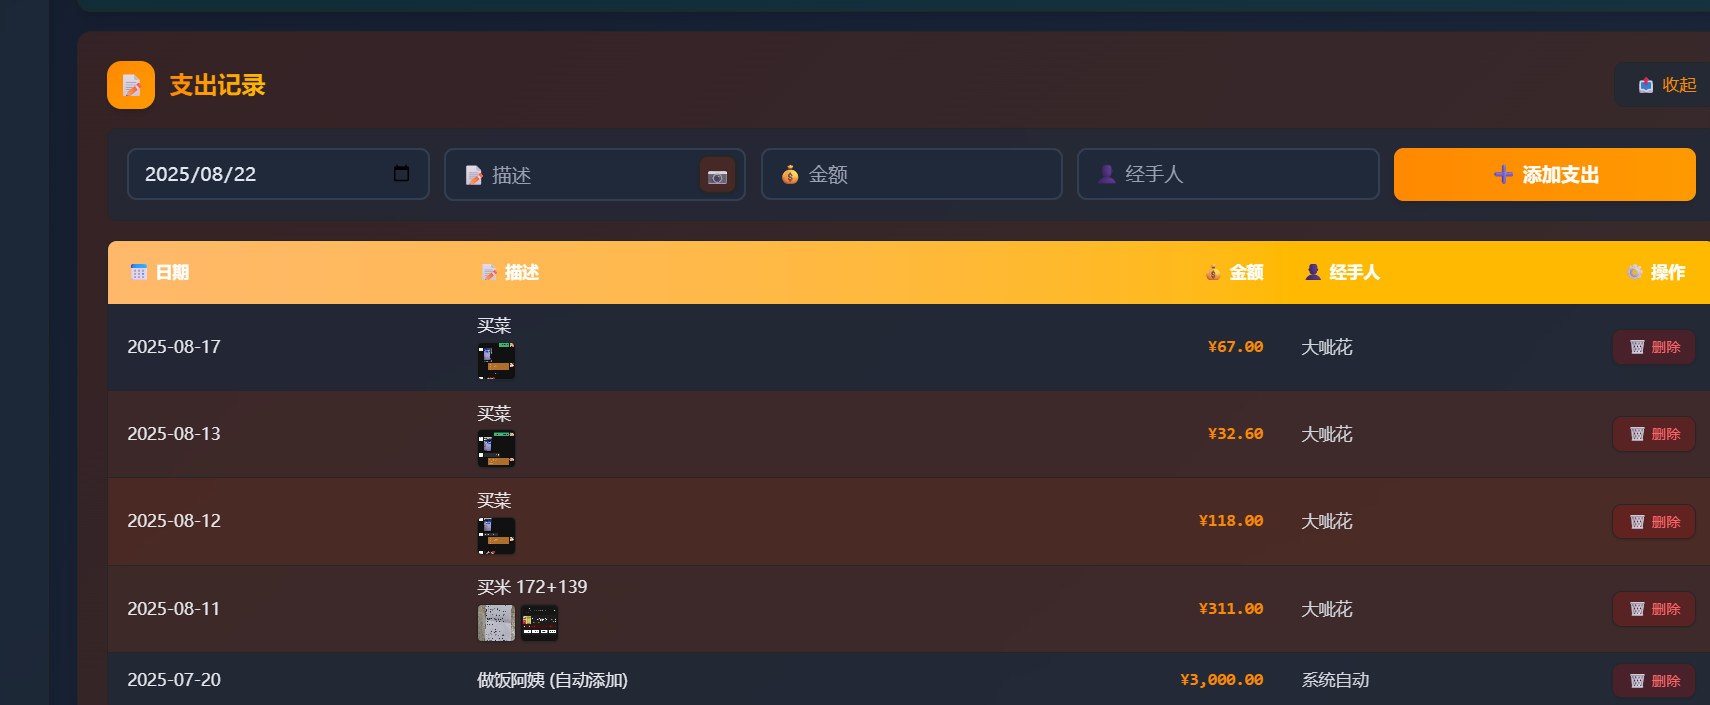 支出记录
收起
2025/08/22
描述
金额
经手人
添加支出
日期 描述 金额 经手人 操作
2025-08-17 买菜 ¥67.00 大呲花 删除
2025-08-13 买菜 ¥32.60 大呲花 删除
2025-08-12 买菜 ¥118.00 大呲花 删除
2025-08-11 买米 172+139 ¥311.00 大呲花 删除
2025-07-20 做饭阿姨 (自动添加) ¥3,000.00 系统自动 删除